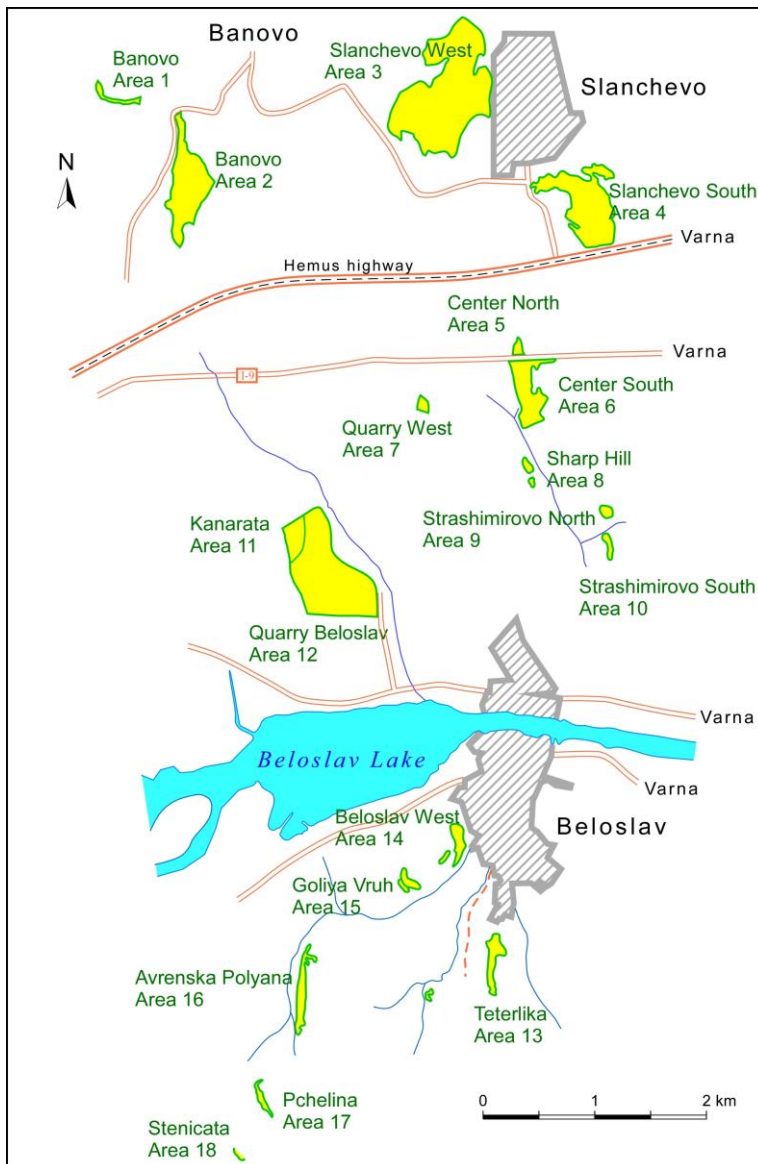 Banovo
Slanchevo West
Area 3
Banovo
Area 1
Slanchevo
N
Banovo
Area 2
Slanchevo South
Area 4
Varna
Hemus highway
Center North
Area 5
Varna
I-9
Center South
Area 6
Quarry West
Area 7
Sharp Hill
Area 8
Kanarata
Area 11
Strashimirovo North
Area 9
Strashimirovo South
Area 10
Quarry Beloslav
Area 12
Varna
Beloslav Lake
Varna
Beloslav West
Area 14
Beloslav
Goliya Vruh
Area 15
Avrenska Polyana
Area 16
Teterlika
Area 13
Pchelina
Area 17
Stenicata
Area 18
0 1 2 km